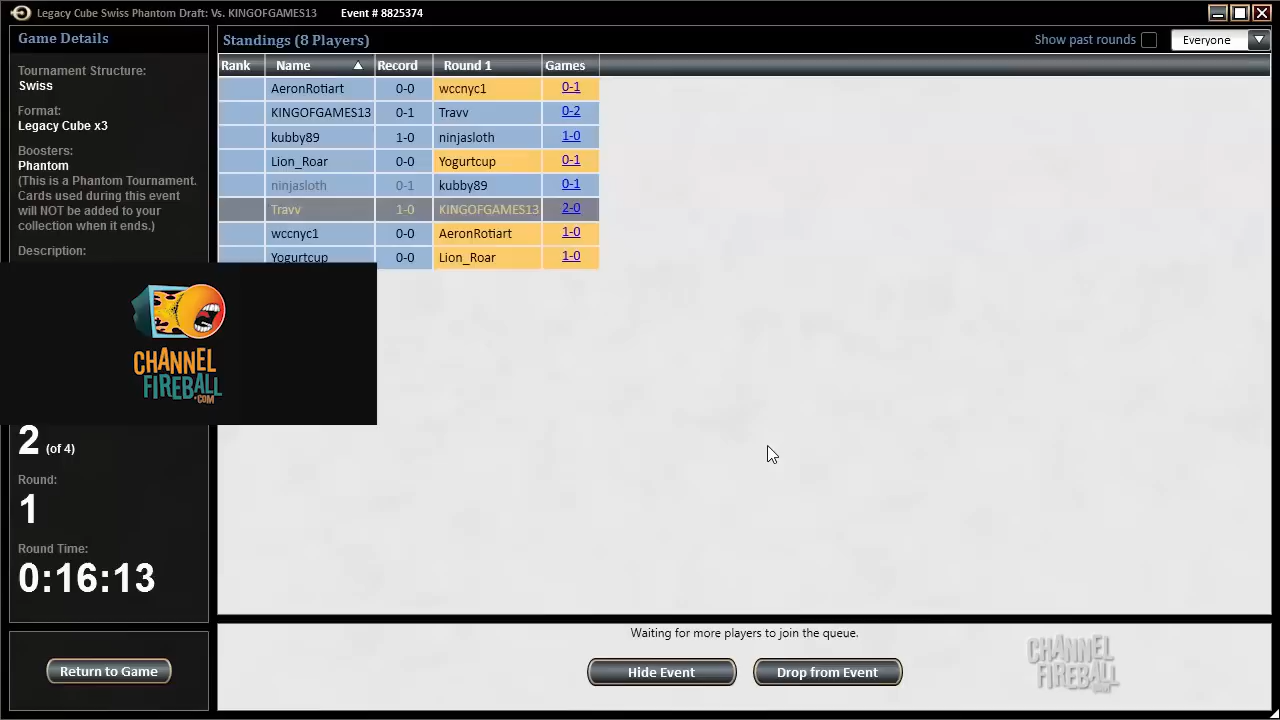 Legacy Cube Swiss Phantom Draft: Vs. KINGOFGAMES13 Event # 8825374
Game Details
Tournament Structure:
Swiss
Format:
Legacy Cube x3
Boosters:
Phantom
(This is a Phantom Tournament.
Cards used during this event
will NOT be added to your
collection when it ends.)
Description:
CHANNEL
FIREBALL
.COM
2 (of 4)
Round:
1
Round Time:
0:16:13
Return to Game
Standings (8 Players) Show past rounds Everyone
Rank Name Record Round 1 Games
AeronRotiart 0-0 wccnyc1 0-1
KINGOFGAMES13 0-1 Travv 0-2
kubby89 1-0 ninjasloth 1-0
Lion_Roar 0-0 Yogurtcup 0-1
ninjasloth 0-1 kubby89 0-1
Travv 1-0 KINGOFGAMES13 2-0
wccnyc1 0-0 AeronRotiart 1-0
Yogurtcup 0-0 Lion_Roar 1-0
Waiting for more players to join the queue.
Hide Event Drop from Event
CHANNEL
FIREBALL
.COM